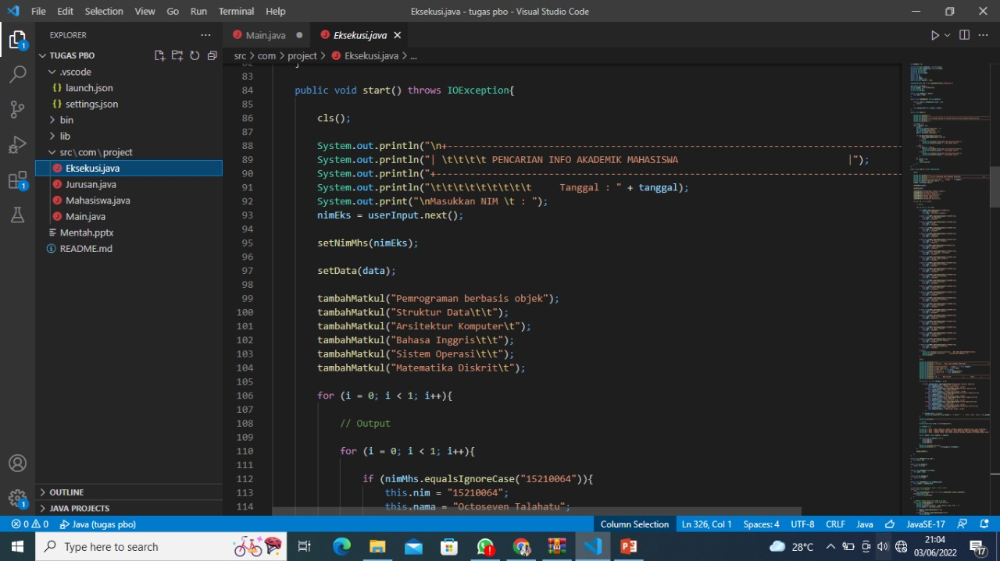 File Edit Selection View Go Run Terminal Help Eksekusi.java - tugas pbo - Visual Studio Code
EXPLORER
Main.java
Eksekusi.java
TUGAS PBO
src > com > project > Eksekusi.java > ...
.vscode
launch.json
settings.json
bin
lib
src\com\project
Eksekusi.java
Jurusan.java
Mahasiswa.java
Main.java
Mentah.pptx
README.md
OUTLINE
JAVA PROJECTS
82 }
83
84 public void start() throws IOException{
85
86 cls();
87
88 System.out.println("\n+------------------------------------------------------------------------------
89 System.out.println("| \t\t\t\t PENCARIAN INFO AKADEMIK MAHASISWA |");
90 System.out.println("+--------------------------------------------------------------------------------
91 System.out.print("\t\t\t\t\t\t\t\t\t Tanggal : " + tanggal);
92 System.out.print("\nMasukkan NIM \t : ");
93 nimEks = userInput.next();
94
95 setNimMhs(nimEks);
96
97 setData(data);
98
99 tambahMatkul("Pemrograman berbasis objek");
100 tambahMatkul("Struktur Data\t\t");
101 tambahMatkul("Arsitektur Komputer\t");
102 tambahMatkul("Bahasa Inggris\t\t");
103 tambahMatkul("Sistem Operasi\t\t");
104 tambahMatkul("Matematika Diskrit\t");
105
106 for (i = 0; i < 1; i++){
107
108 // Output
109
110 for (i = 0; i < 1; i++){
111
112 if (nimMhs.equalsIgnoreCase("15210064")){
113 this.nim = "15210064";
114 this.nama = "Octoseven Talahatu";
0 0 Java (tugas pbo) Column Selection Ln 326, Col 1 Spaces: 4 UTF-8 CRLF Java JavaSE-17
Type here to search
28°C
21:04
03/06/2022
17